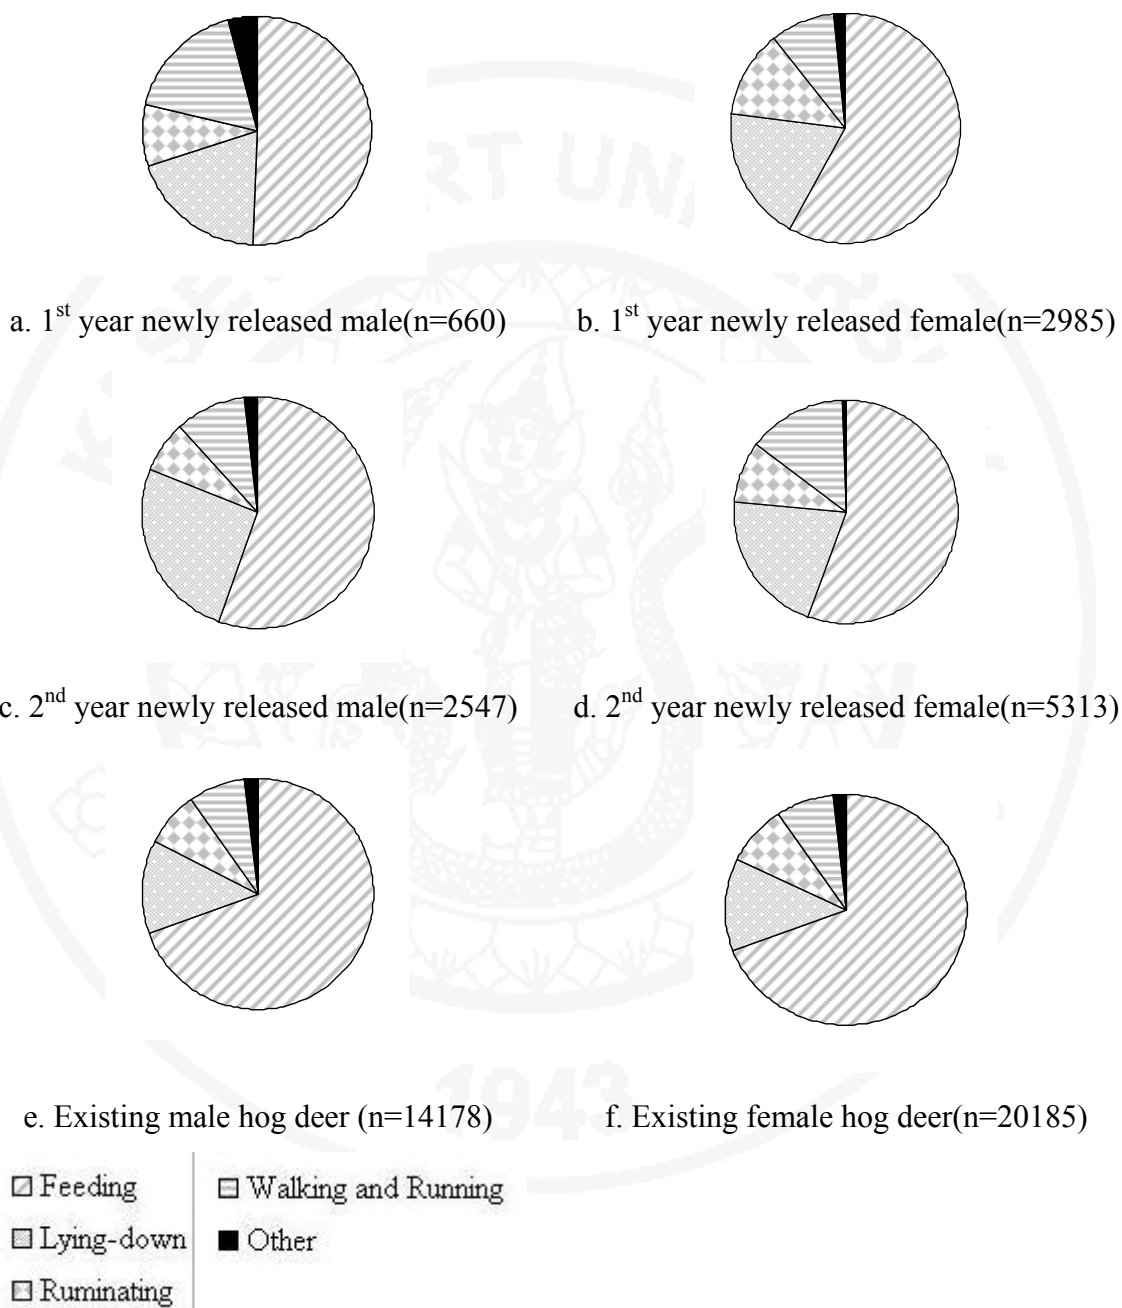 RT UN
a. 1st year newly released male(n=660) b. 1st year newly released female(n=2985)
c. 2nd year newly released male(n=2547) d. 2nd year newly released female(n=5313)
1943
e. Existing male hog deer (n=14178) f. Existing female hog deer(n=20185)
Feeding Walking and Running
Lying-down Other
Ruminating